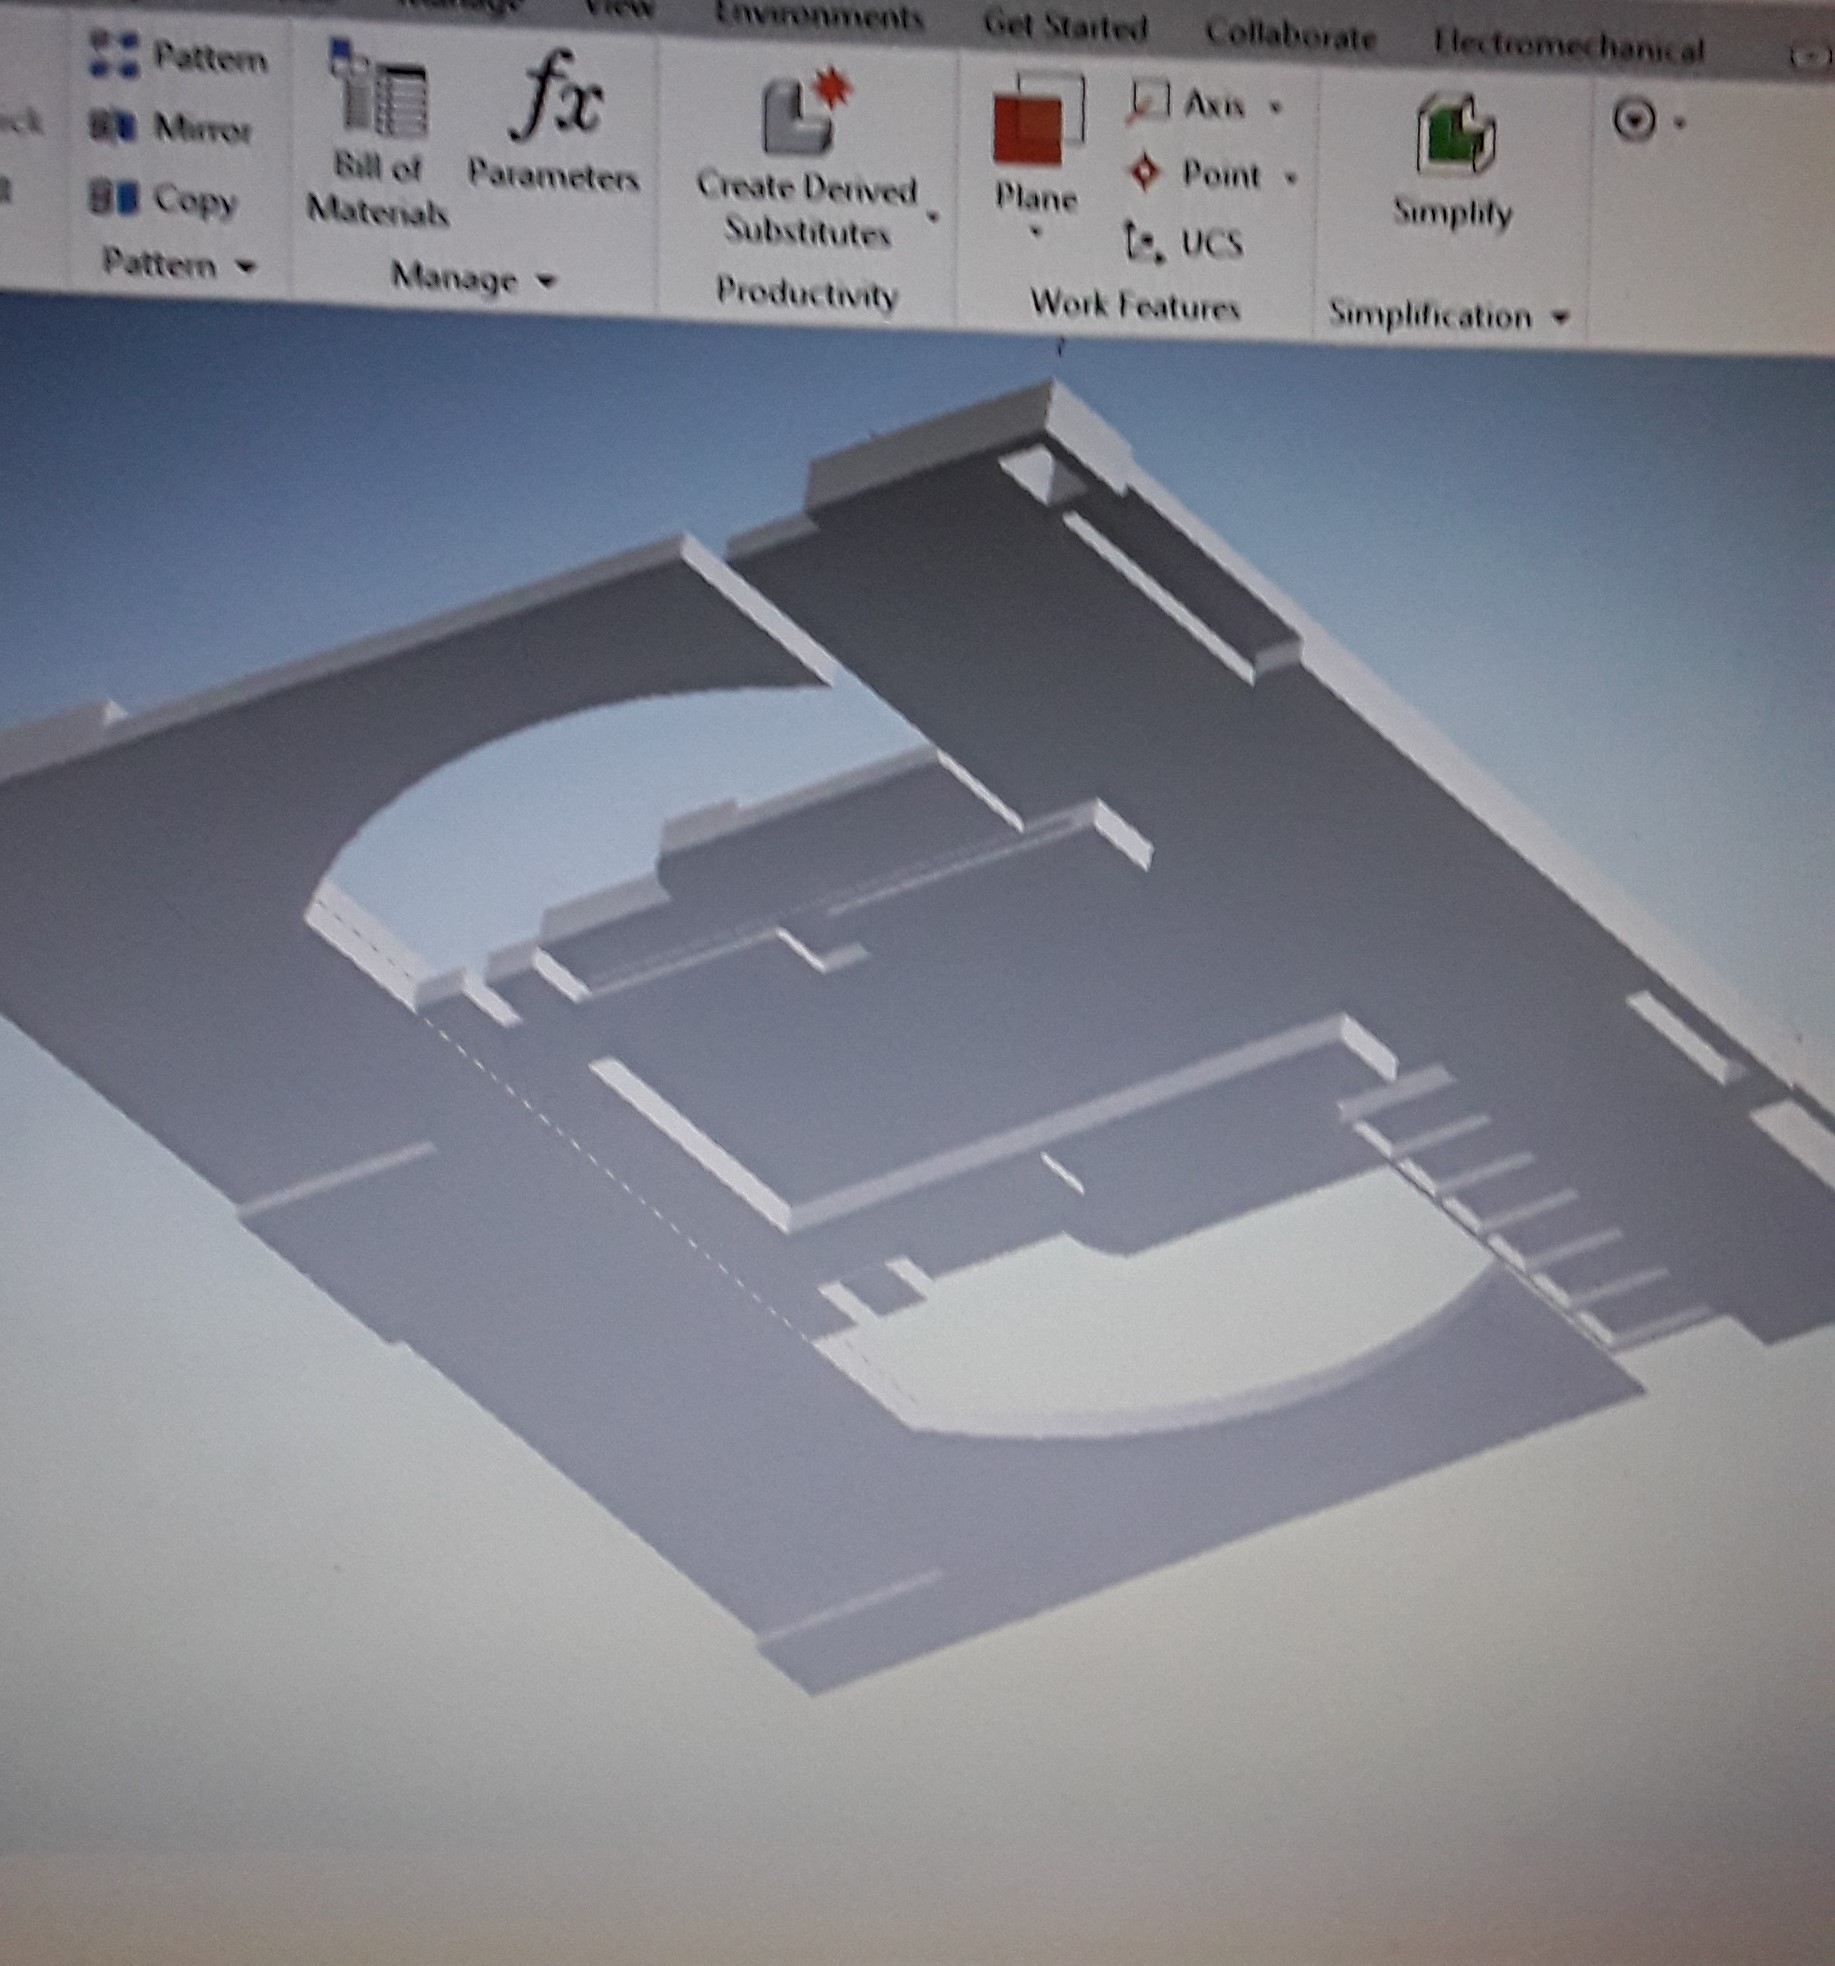 Manage View Environments Get Started Collaborate Electromechanical
Pattern
Mirror
Copy
Pattern
Bill of
Materials
fx
Parameters
Manage
Create Derived
Substitutes
Productivity
Plane
Axis
Point
UCS
Work Features
Simplify
Simplification